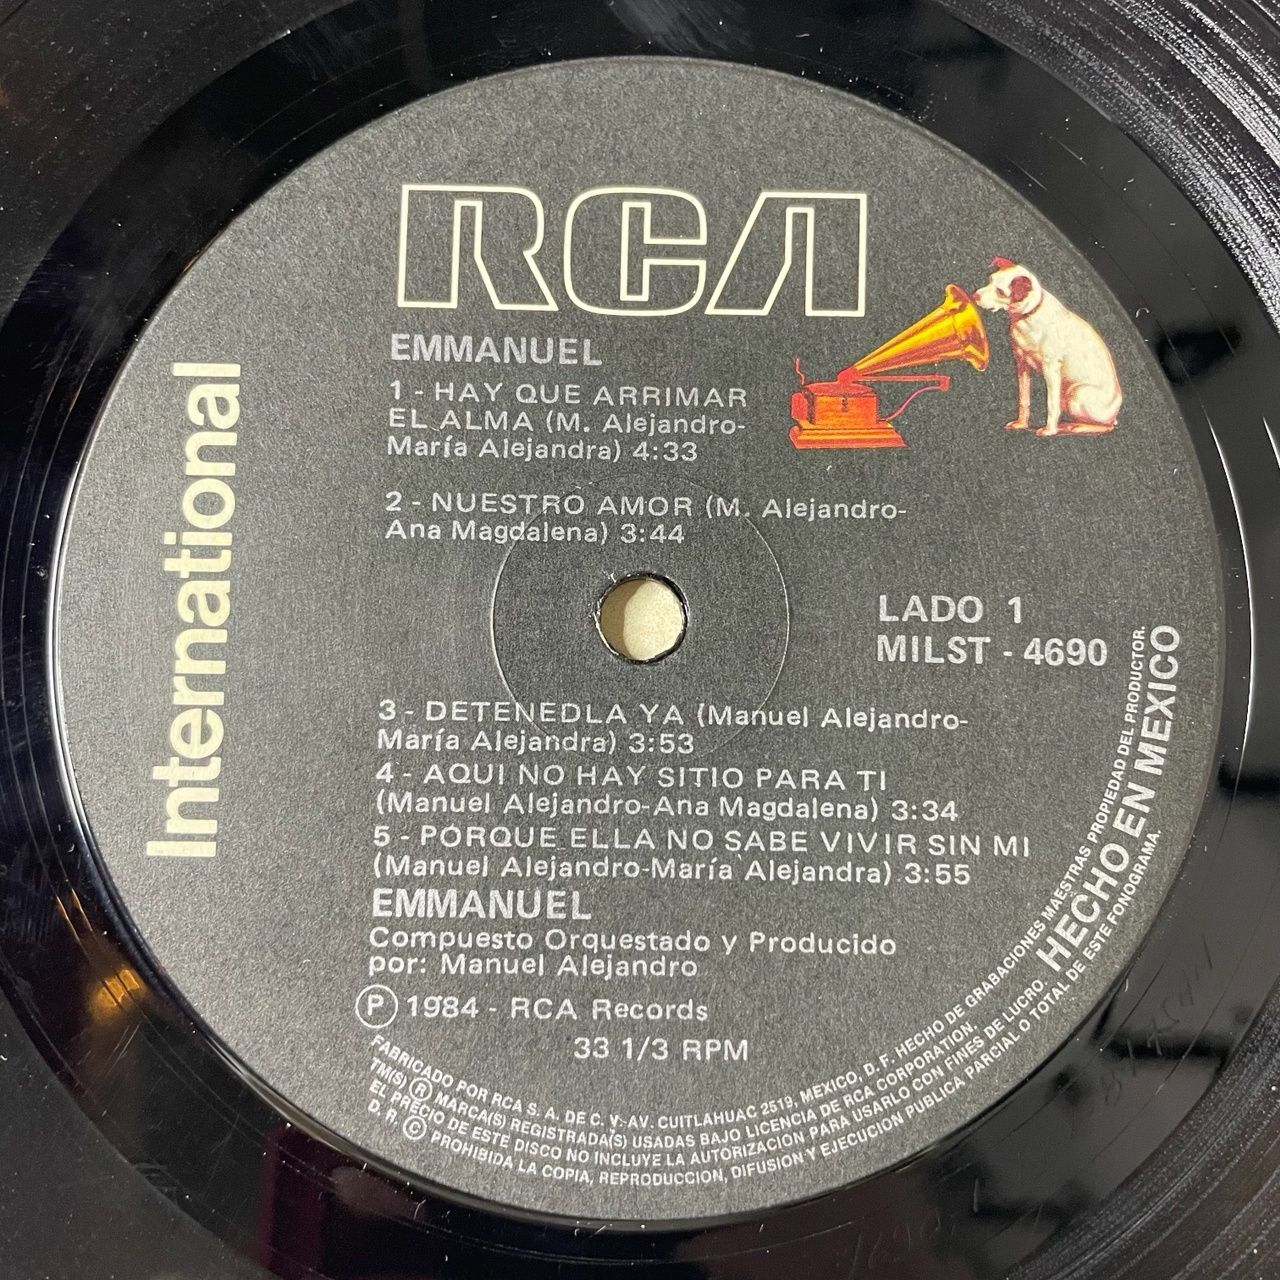 RCA
EMMANUEL
1 - HAY QUE ARRIMAR
EL ALMA (M. Alejandro-
María Alejandra) 4:33
2 - NUESTRO AMOR (M. Alejandro-
Ana Magdalena) 3:44
International
LADO 1
MILST - 4690
3 - DETENEDLA YA (Manuel Alejandro-
María Alejandra) 3:53
4 - AQUI NO HAY SITIO PARA TI
(Manuel Alejandro-Ana Magdalena) 3:34
5 - PORQUE ELLA NO SABE VIVIR SIN MI
(Manuel Alejandro-María Alejandra) 3:55
EMMANUEL
Compuesto Orquestado y Producido
por: Manuel Alejandro
Ⓟ 1984 - RCA Records
33 1/3 RPM
FABRICADO POR RCA S. A. DE C. V.-AV. CUITLAHUAC 2519, MEXICO, D. F. HECHO DE GRABACIONES MAESTRAS PROPIEDAD DEL PRODUCTOR.
TM(S) ® MARCA(S) REGISTRADA(S) USADAS BAJO LICENCIA DE RCA CORPORATION. HECHO EN MEXICO
EL PRECIO DE ESTE DISCO NO INCLUYE LA AUTORIZACION PARA USARLO CON FINES DE LUCRO.
D. R. © PROHIBIDA LA COPIA, REPRODUCCION, DIFUSION Y EJECUCION PUBLICA PARCIAL O TOTAL DE ESTE FONOGRAMA.